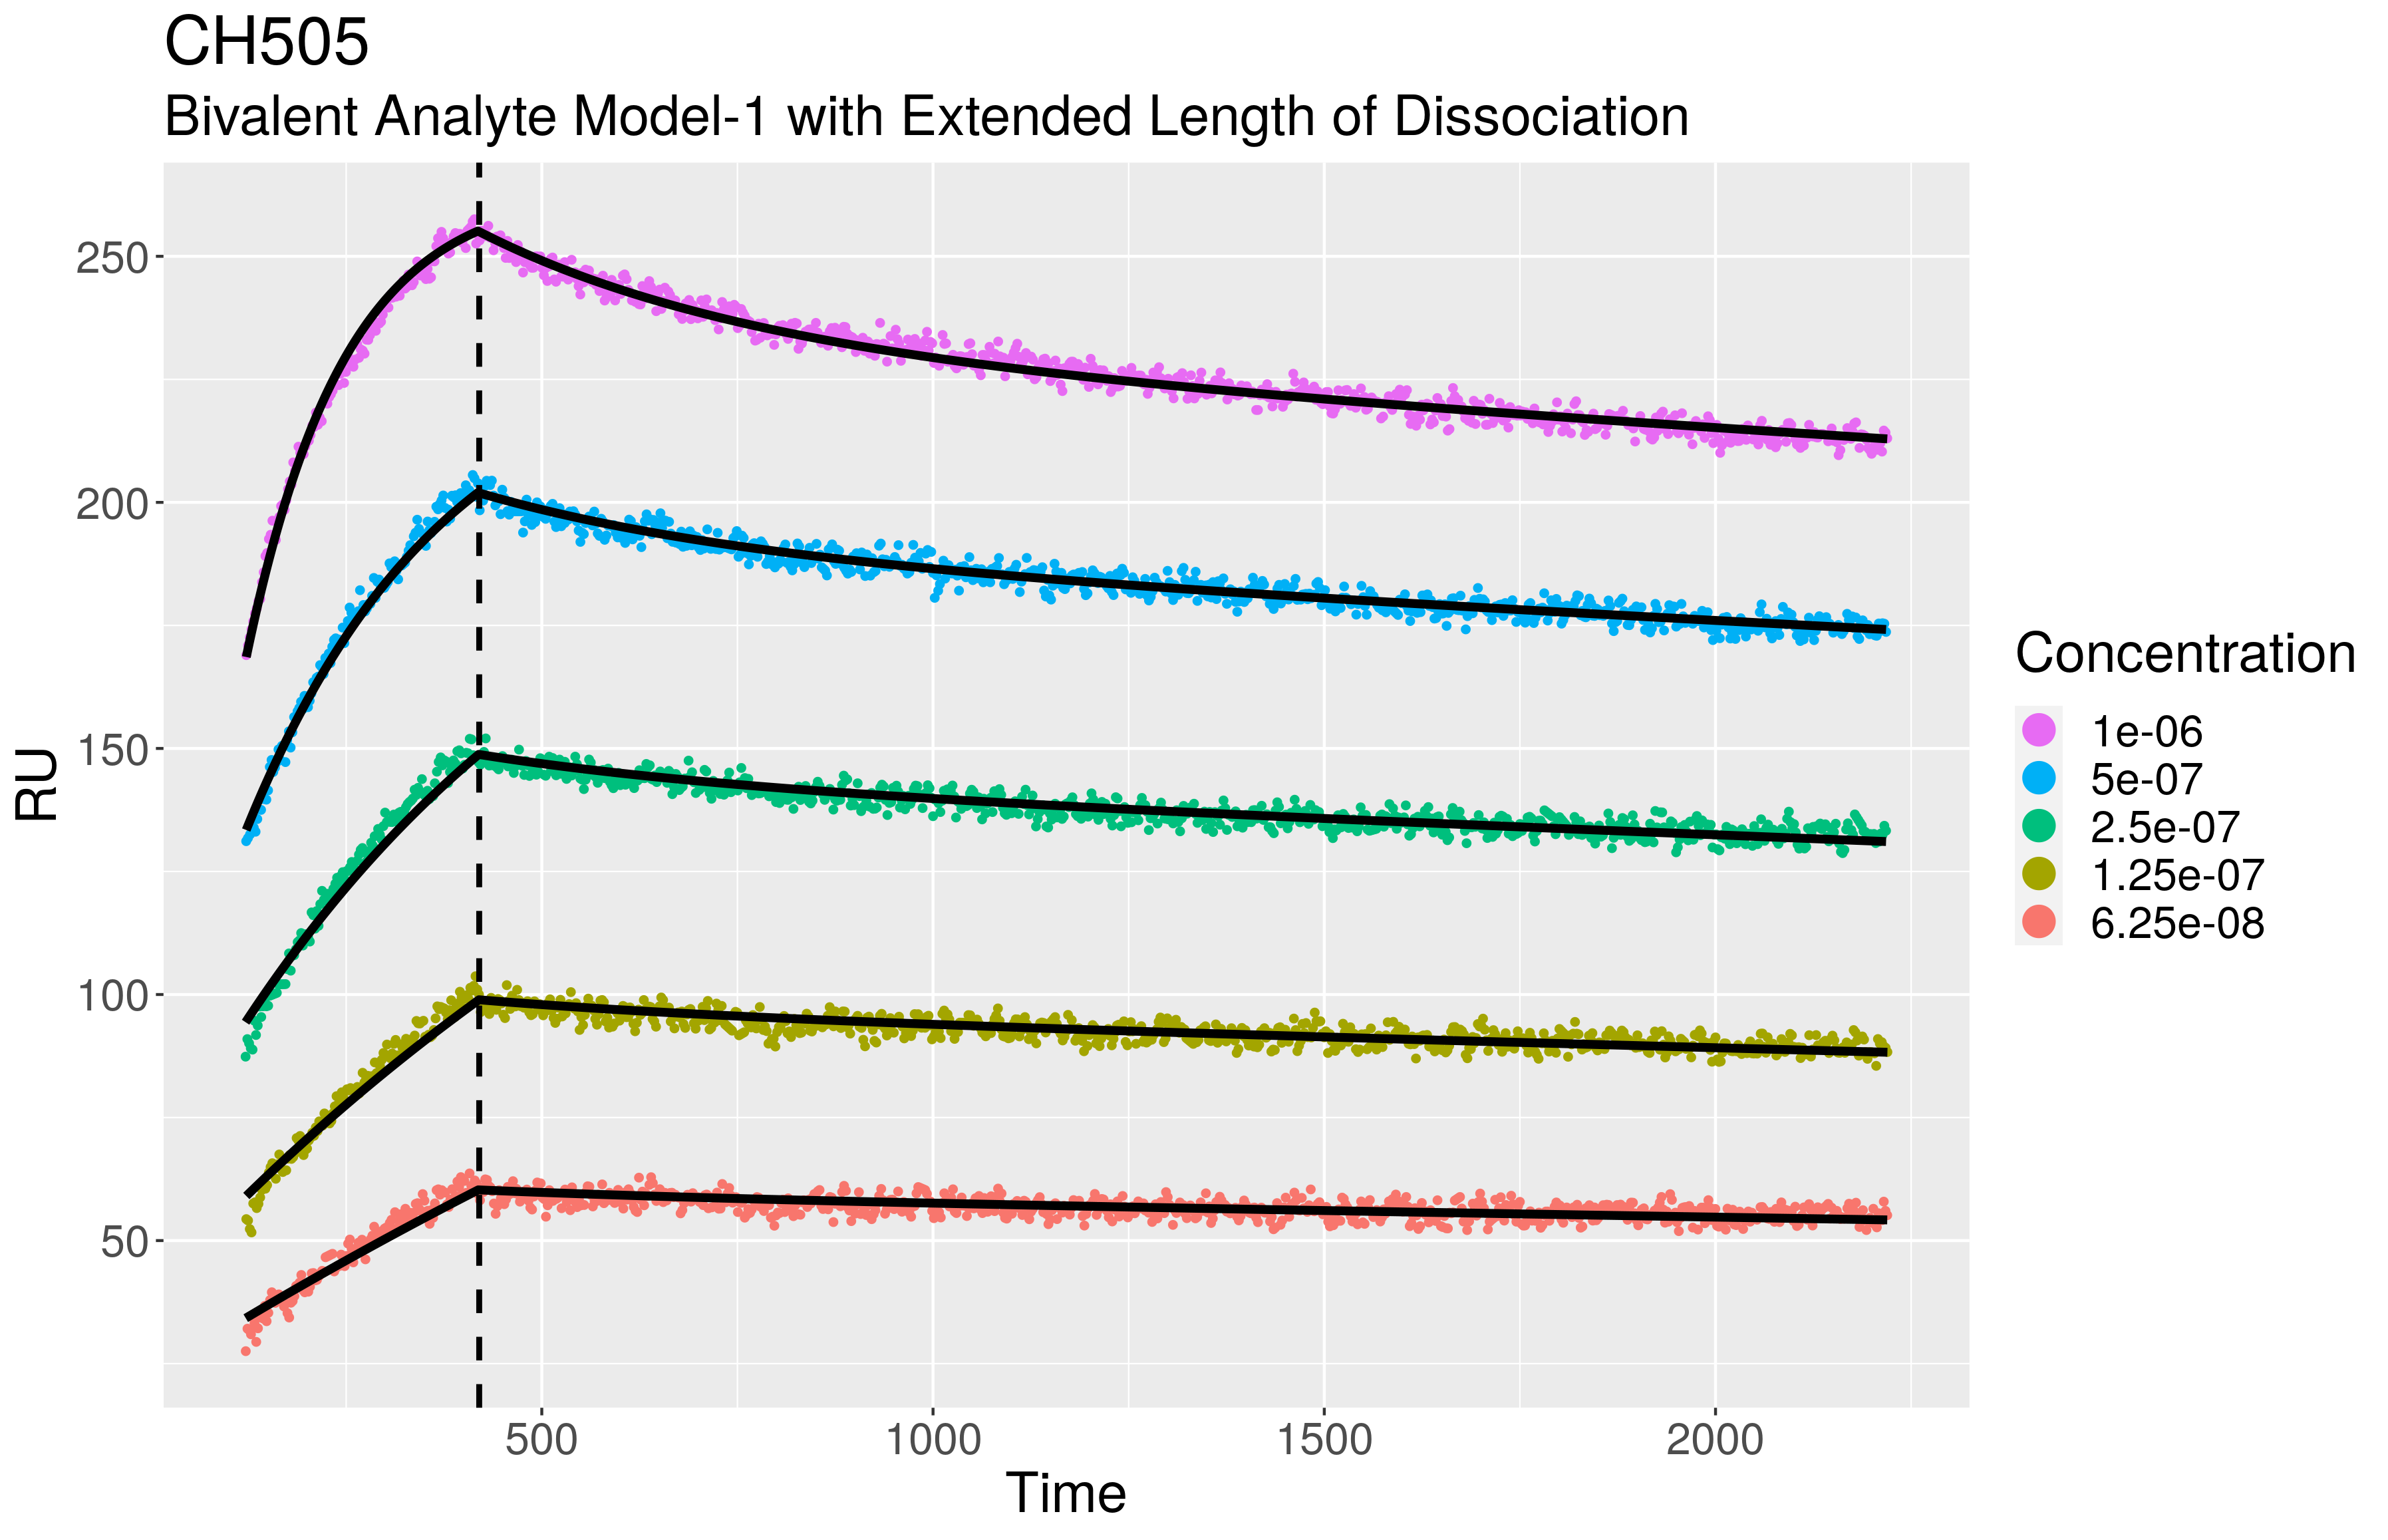 CH505
Bivalent Analyte Model-1 with Extended Length of Dissociation
RU
250
200
150
100
50
500
1000
1500
2000
Time
Concentration
1e-06
5e-07
2.5e-07
1.25e-07
6.25e-08